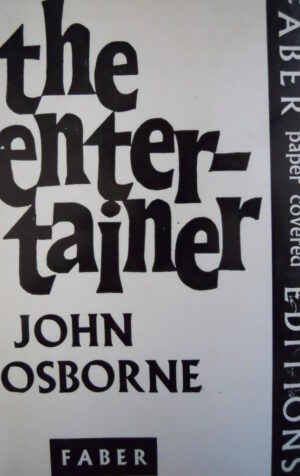 the
enter-
tainer
JOHN
OSBORNE
FABER
FABER paper covered EDITIONS